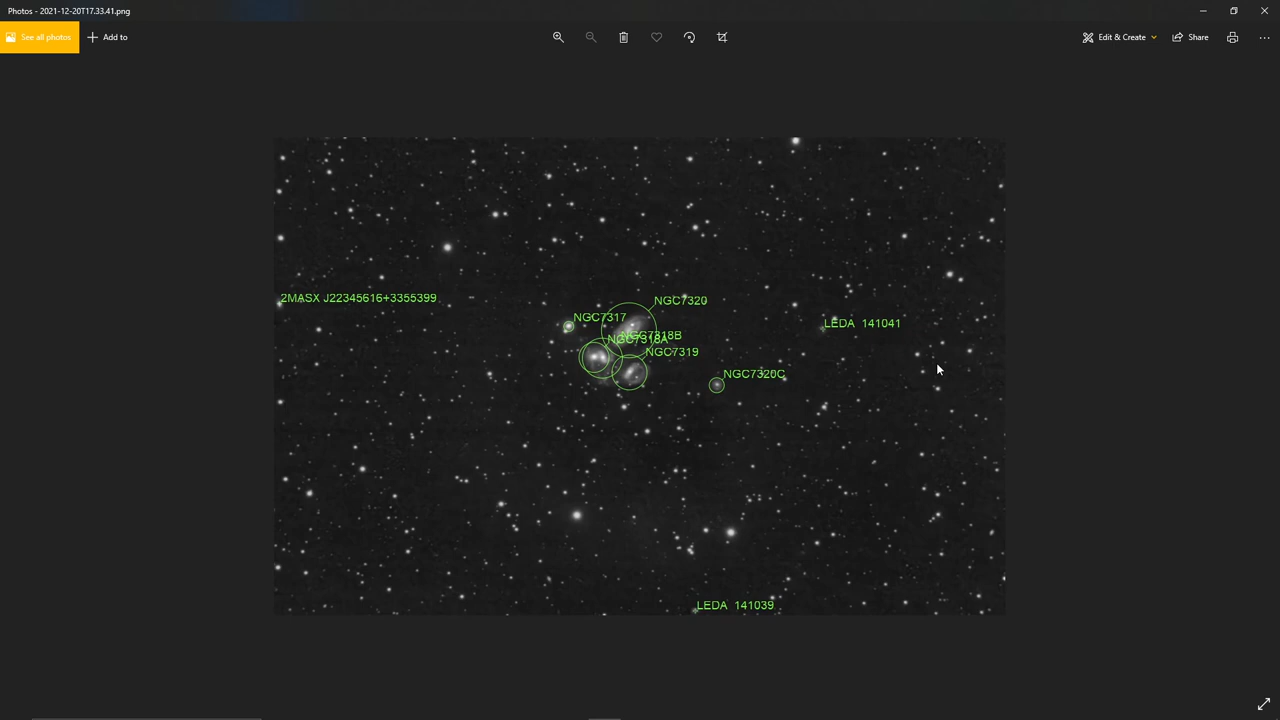 Photos - 2021-12-20T17.33.41.png
See all photos
Add to
Edit & Create
Share
2MASX J22345616+3355399
NGC7320
NGC7317
LEDA 141041
NGC7318B
NGC7318A
NGC7319
NGC7320C
LEDA 141039